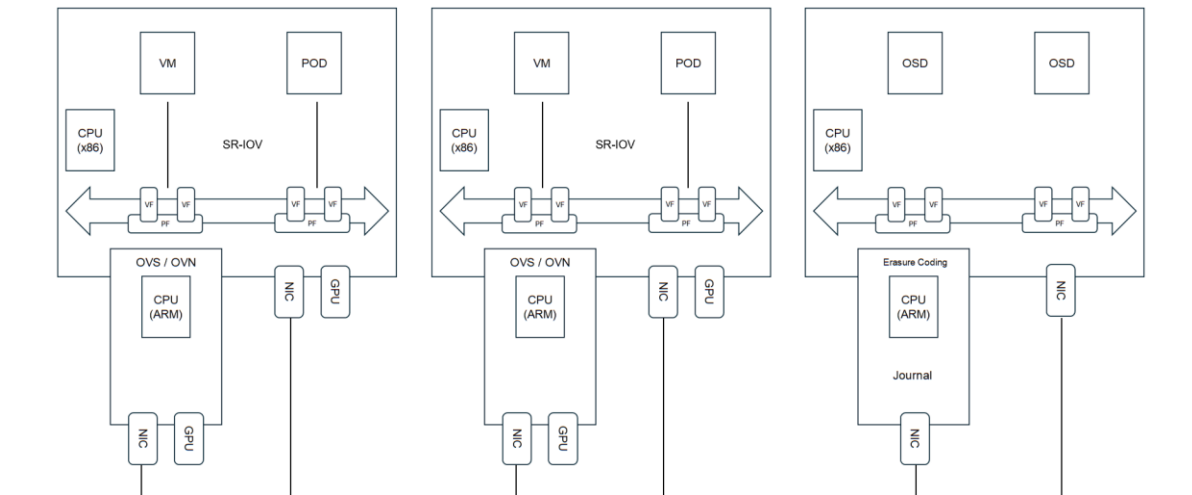 VM
POD
CPU
(x86)
SR-IOV
VF
VF
PF
VF
VF
PF
OVS / OVN
CPU
(ARM)
NIC
GPU
NIC
GPU
VM
POD
CPU
(x86)
SR-IOV
VF
VF
PF
VF
VF
PF
OVS / OVN
CPU
(ARM)
NIC
GPU
NIC
GPU
OSD
OSD
CPU
(x86)
VF
VF
PF
VF
VF
PF
Erasure Coding
CPU
(ARM)
NIC
Journal
NIC